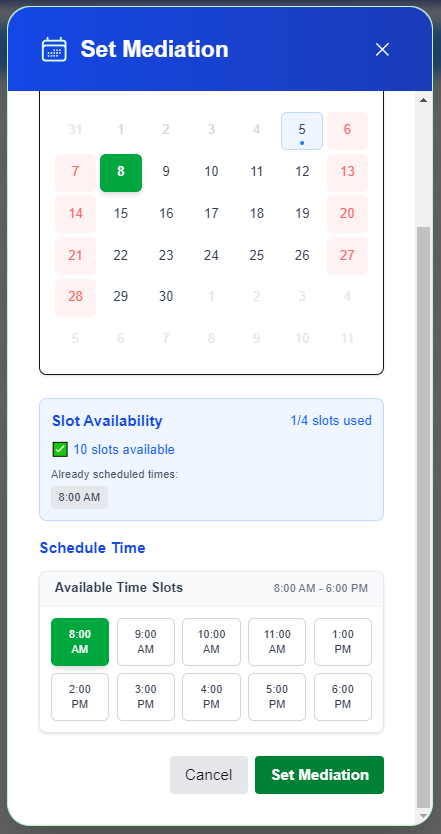 Set Mediation
31 1 2 3 4 5 6
7 8 9 10 11 12 13
14 15 16 17 18 19 20
21 22 23 24 25 26 27
28 29 30 1 2 3 4
5 6 7 8 9 10 11
Slot Availability 1/4 slots used
✅ 10 slots available
Already scheduled times:
8:00 AM
Schedule Time
Available Time Slots 8:00 AM - 6:00 PM
8:00 AM 9:00 AM 10:00 AM 11:00 AM 1:00 PM
2:00 PM 3:00 PM 4:00 PM 5:00 PM 6:00 PM
Cancel Set Mediation